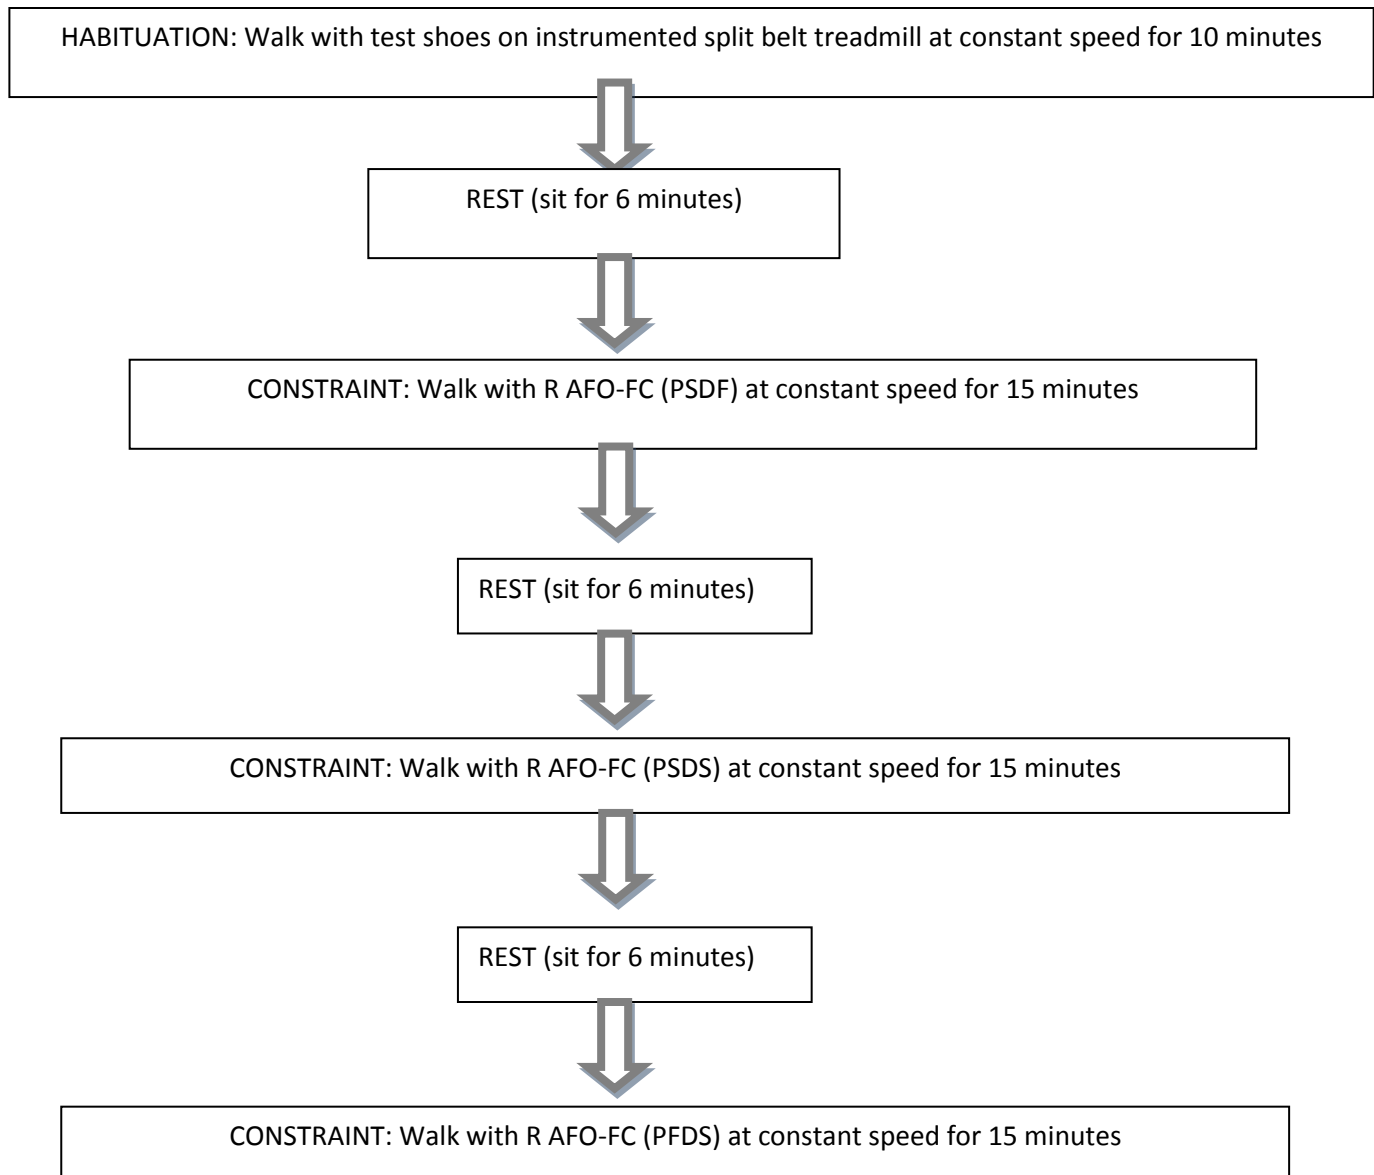 HABITUATION: Walk with test shoes on instrumented split belt treadmill at constant speed for 10 minutes
REST (sit for 6 minutes)
CONSTRAINT: Walk with R AFO-FC (PSDF) at constant speed for 15 minutes
REST (sit for 6 minutes)
CONSTRAINT: Walk with R AFO-FC (PSDS) at constant speed for 15 minutes
REST (sit for 6 minutes)
CONSTRAINT: Walk with R AFO-FC (PFDS) at constant speed for 15 minutes